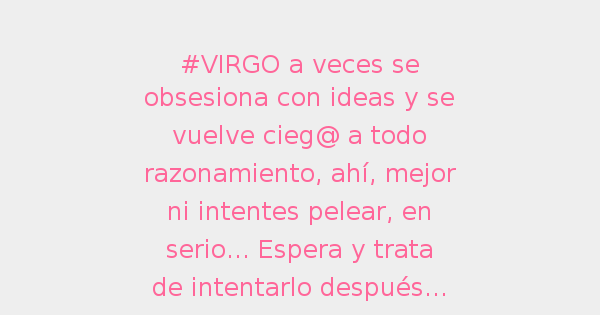 #VIRGO a veces se
obsesiona con ideas y se
vuelve cieg@ a todo
razonamiento, ahí, mejor
ni intentes pelear, en
serio... Espera y trata
de intentarlo después...